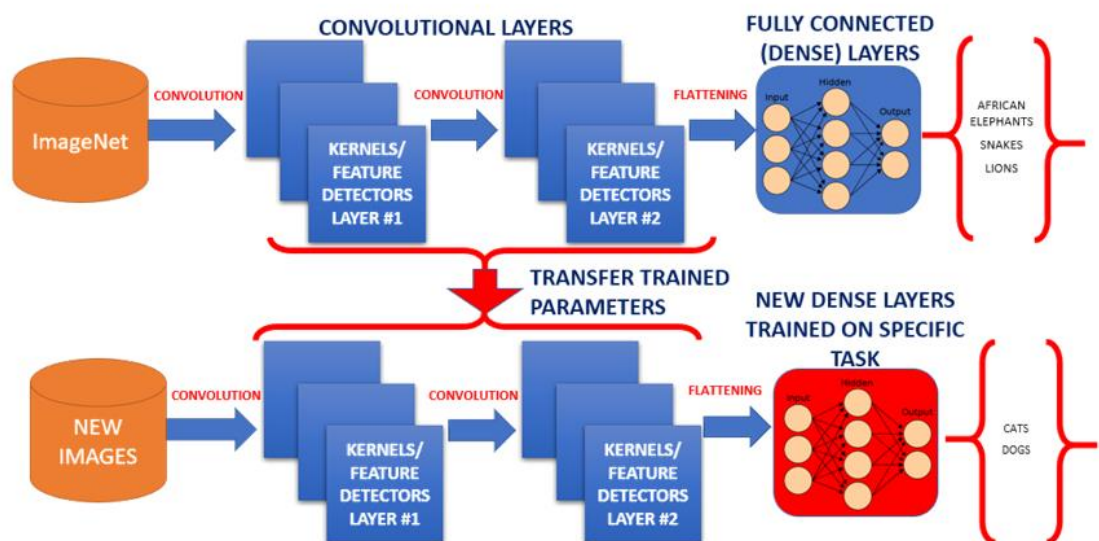 CONVOLUTIONAL LAYERS
FULLY CONNECTED
(DENSE) LAYERS
ImageNet
CONVOLUTION
KERNELS/
FEATURE
DETECTORS
LAYER #1
CONVOLUTION
KERNELS/
FEATURE
DETECTORS
LAYER #2
FLATTENING
Input
Hidden
Output
AFRICAN
ELEPHANTS
SNAKES
LIONS
TRANSFER TRAINED
PARAMETERS
NEW DENSE LAYERS
TRAINED ON SPECIFIC
TASK
NEW
IMAGES
CONVOLUTION
KERNELS/
FEATURE
DETECTORS
LAYER #1
CONVOLUTION
KERNELS/
FEATURE
DETECTORS
LAYER #2
FLATTENING
Input
Hidden
Output
CATS
DOGS